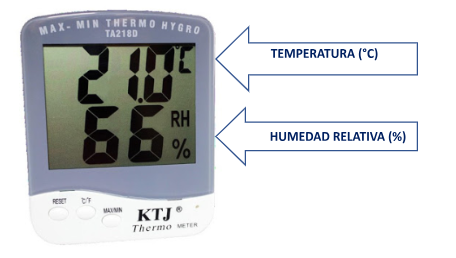 MAX- MIN THERMO HYGRO
TA218D
21.0°C
TEMPERATURA (°C)
66 RH %
HUMEDAD RELATIVA (%)
RESET °C/°F MAX/MIN
KTJ ®
Thermo METER